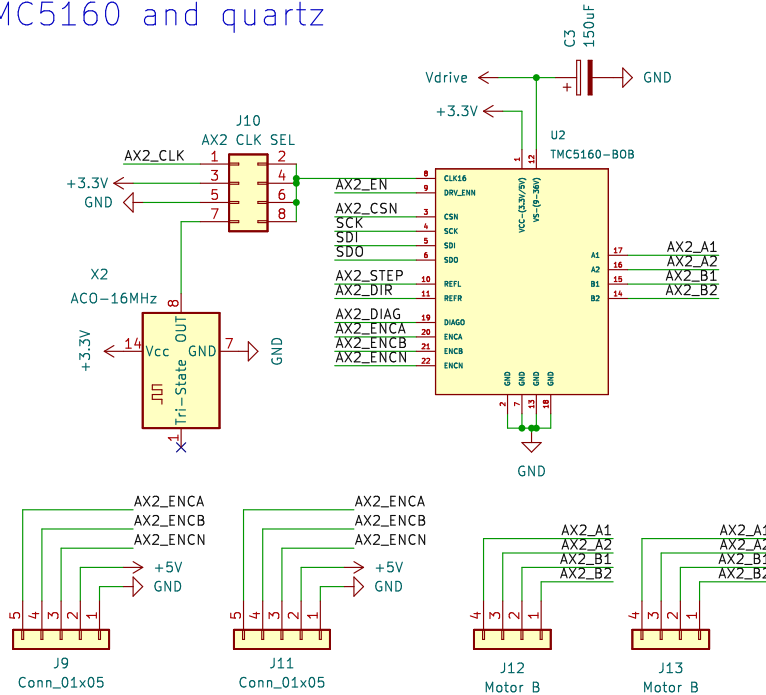 MC5160 and quartz
C3
150uF
Vdrive
+
GND
+3.3V
U2
TMC5160-BOB
J10
AX2 CLK SEL
AX2_CLK 1 2
+3.3V 3 4
GND 5 6
7 8
1 12
VCC-(3.3V/5V)
VS-(9-36V)
8 CLK16
AX2_EN 9 DRV_ENN
AX2_CSN 3 CSN
SCK 4 SCK
SDI 5 SDI
SDO 6 SDO
AX2_STEP 10 REFL
AX2_DIR 11 REFR
AX2_DIAG 19 DIAG0
AX2_ENCA 20 ENCA
AX2_ENCB 21 ENCB
AX2_ENCN 22 ENCN
A1 17 AX2_A1
A2 16 AX2_A2
B1 15 AX2_B1
B2 14 AX2_B2
GND GND GND GND
2 7 13 18
GND
X2
ACO-16MHz
8
OUT
+3.3V
14 Vcc
GND 7
GND
Tri-State
1
AX2_ENCA
AX2_ENCB
AX2_ENCN
+5V
GND
5 4 3 2 1
J9
Conn_01x05
AX2_ENCA
AX2_ENCB
AX2_ENCN
+5V
GND
5 4 3 2 1
J11
Conn_01x05
AX2_A1
AX2_A2
AX2_B1
AX2_B2
4 3 2 1
J12
Motor B
AX2_A1
AX2_A2
AX2_B1
AX2_B2
4 3 2 1
J13
Motor B